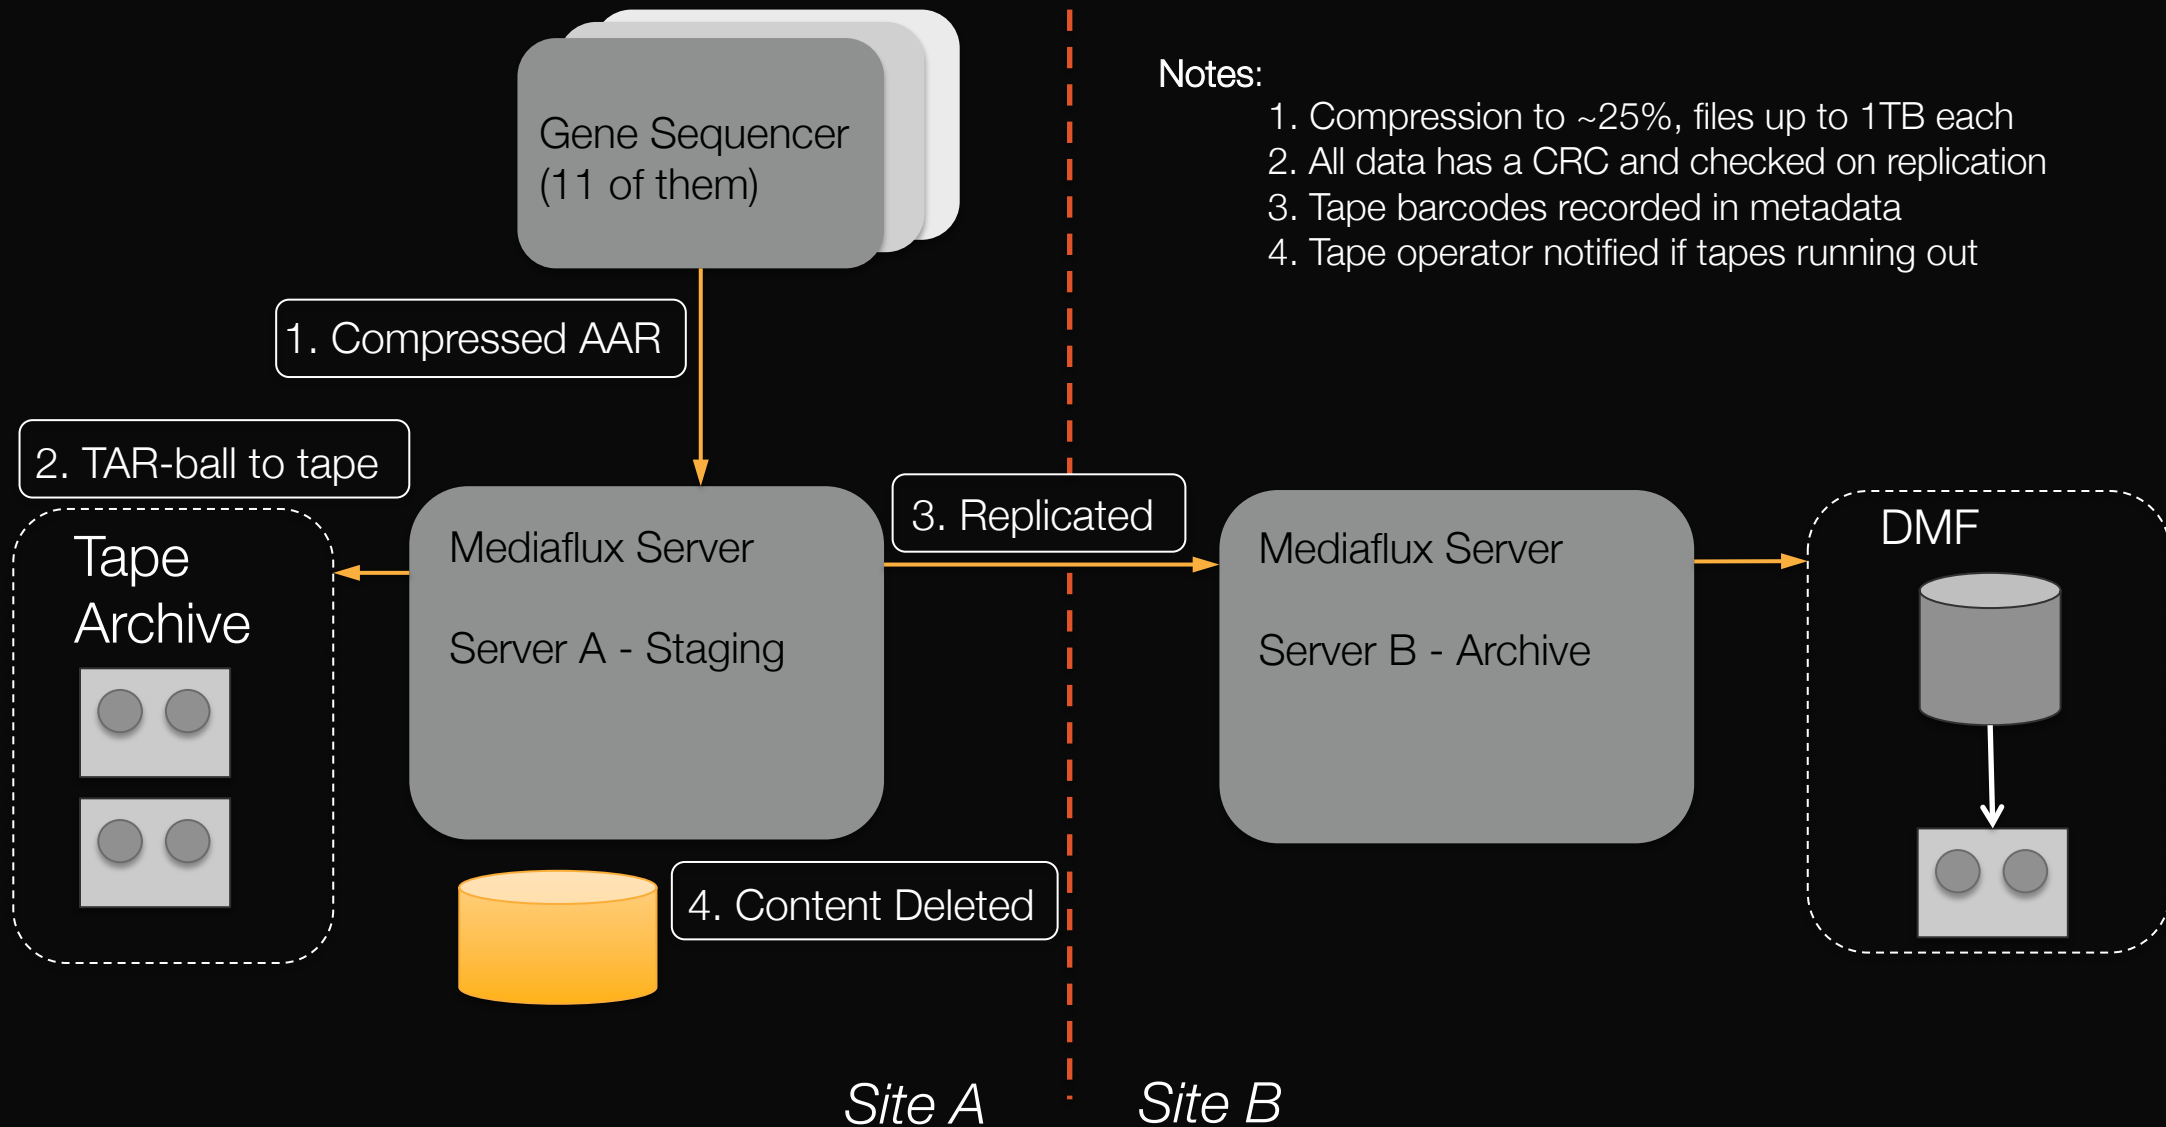 Gene Sequencer
(11 of them)
Notes:
1. Compression to ~25%, files up to 1TB each
2. All data has a CRC and checked on replication
3. Tape barcodes recorded in metadata
4. Tape operator notified if tapes running out
1. Compressed AAR
2. TAR-ball to tape
Tape
Archive
Mediaflux Server
Server A - Staging
3. Replicated
Mediaflux Server
Server B - Archive
DMF
4. Content Deleted
Site A
Site B